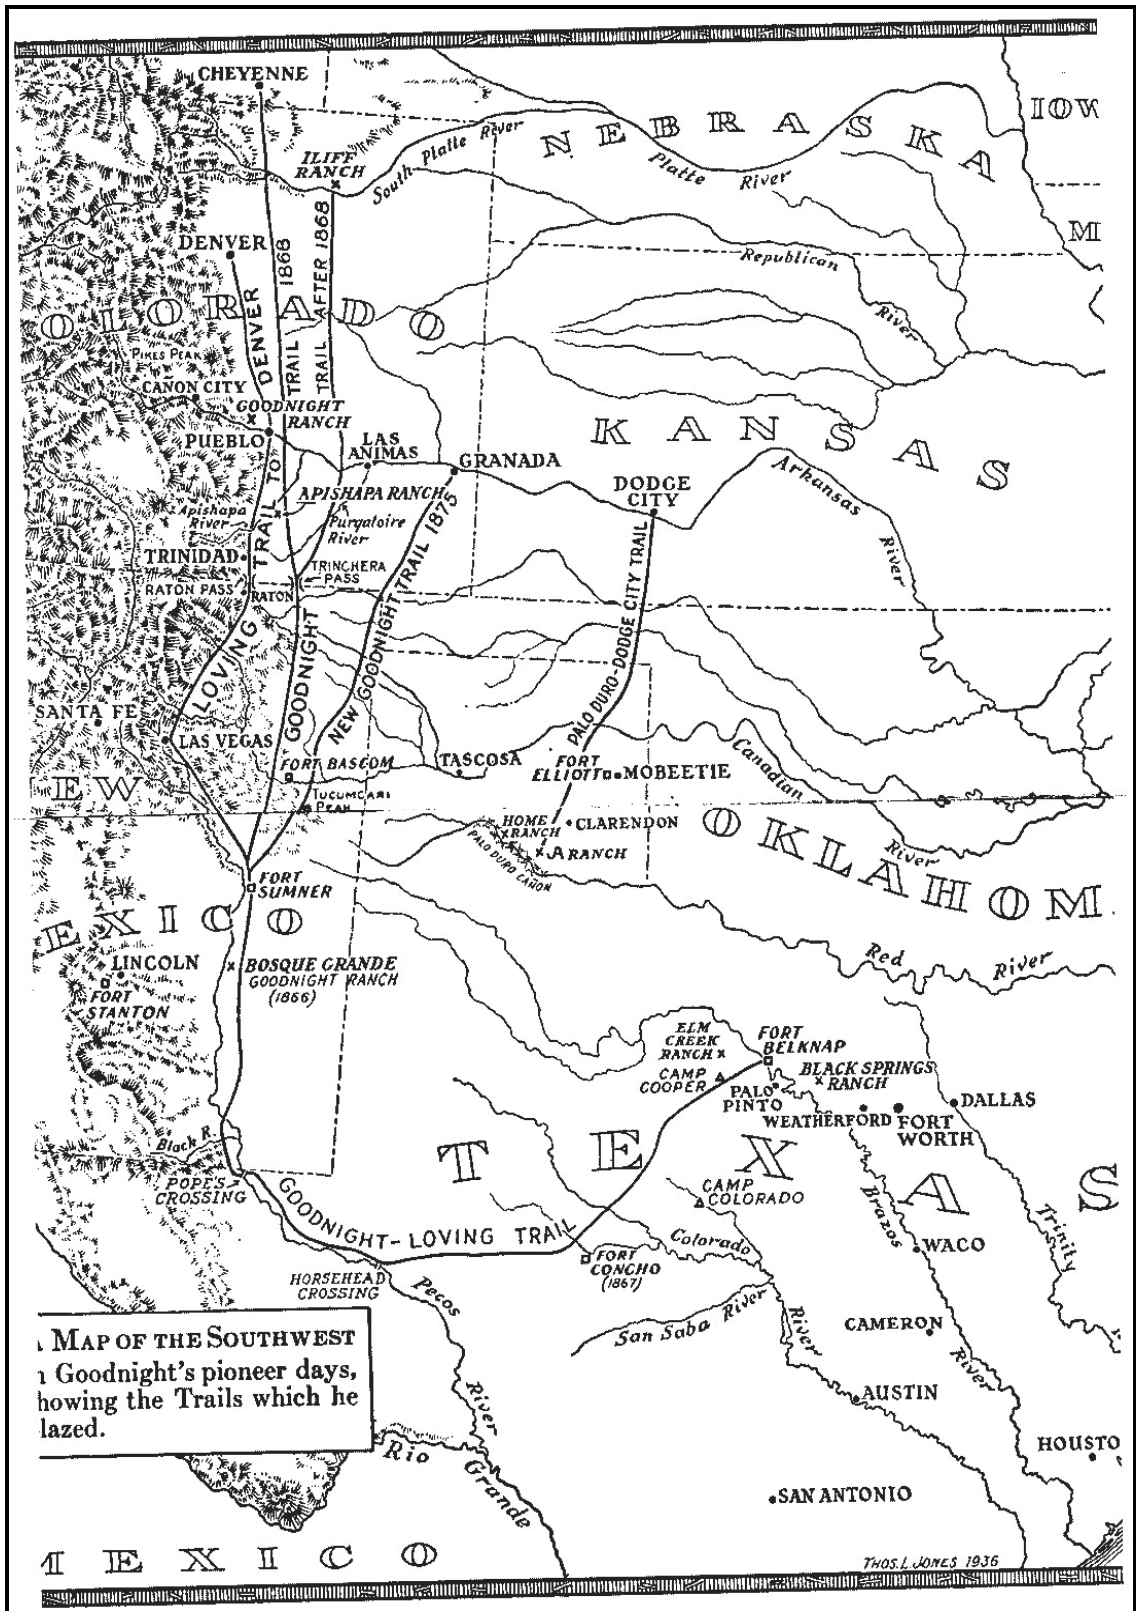 CHEYENNE
IOW
NEBRASKA
South Platte River
Platte River
ILIFF
RANCH
M
DENVER
Republican River
OLORADO
TRAIL 1868
TRAIL AFTER 1868
PIKES PEAK
CAÑON CITY
GOODNIGHT
RANCH
PUEBLO
LAS
ANIMAS
GRANADA
KANSAS
DODGE
CITY
Arkansas River
APISHAPA RANCH
Apishapa
River
Purgatoire
River
TRINIDAD
TRINCHERA
PASS
RATON PASS
RATON
LOVING TRAIL TO DENVER
GOODNIGHT
NEW GOODNIGHT TRAIL 1875
PALO DURO-DODGE CITY TRAIL
SANTA FE
LAS VEGAS
FORT BASCOM
TASCOSA
FORT
ELLIOTT
MOBEETIE
Canadian River
EW
TUCUMCARI
PEAK
HOME
RANCH
CLARENDON
PALO DURO CAÑON
JA RANCH
OKLAHOM
FORT
SUMNER
EXICO
LINCOLN
FORT
STANTON
BOSQUE GRANDE
GOODNIGHT RANCH
(1866)
Red River
ELM
CREEK
RANCH
FORT
BELKNAP
CAMP
COOPER
BLACK SPRINGS
RANCH
PALO
PINTO
WEATHERFORD
FORT
WORTH
DALLAS
Black R.
TEXAS
POPE'S
CROSSING
GOODNIGHT-LOVING TRAIL
CAMP
COLORADO
Brazos River
Trinity
WACO
Colorado River
FORT
CONCHO
(1867)
HORSEHEAD
CROSSING
Pecos River
San Saba River
CAMERON
MAP OF THE SOUTHWEST
Goodnight's pioneer days,
howing the Trails which he
lazed.
AUSTIN
HOUSTO
Rio Grande
SAN ANTONIO
EXICO
THOS. L. JONES 1936